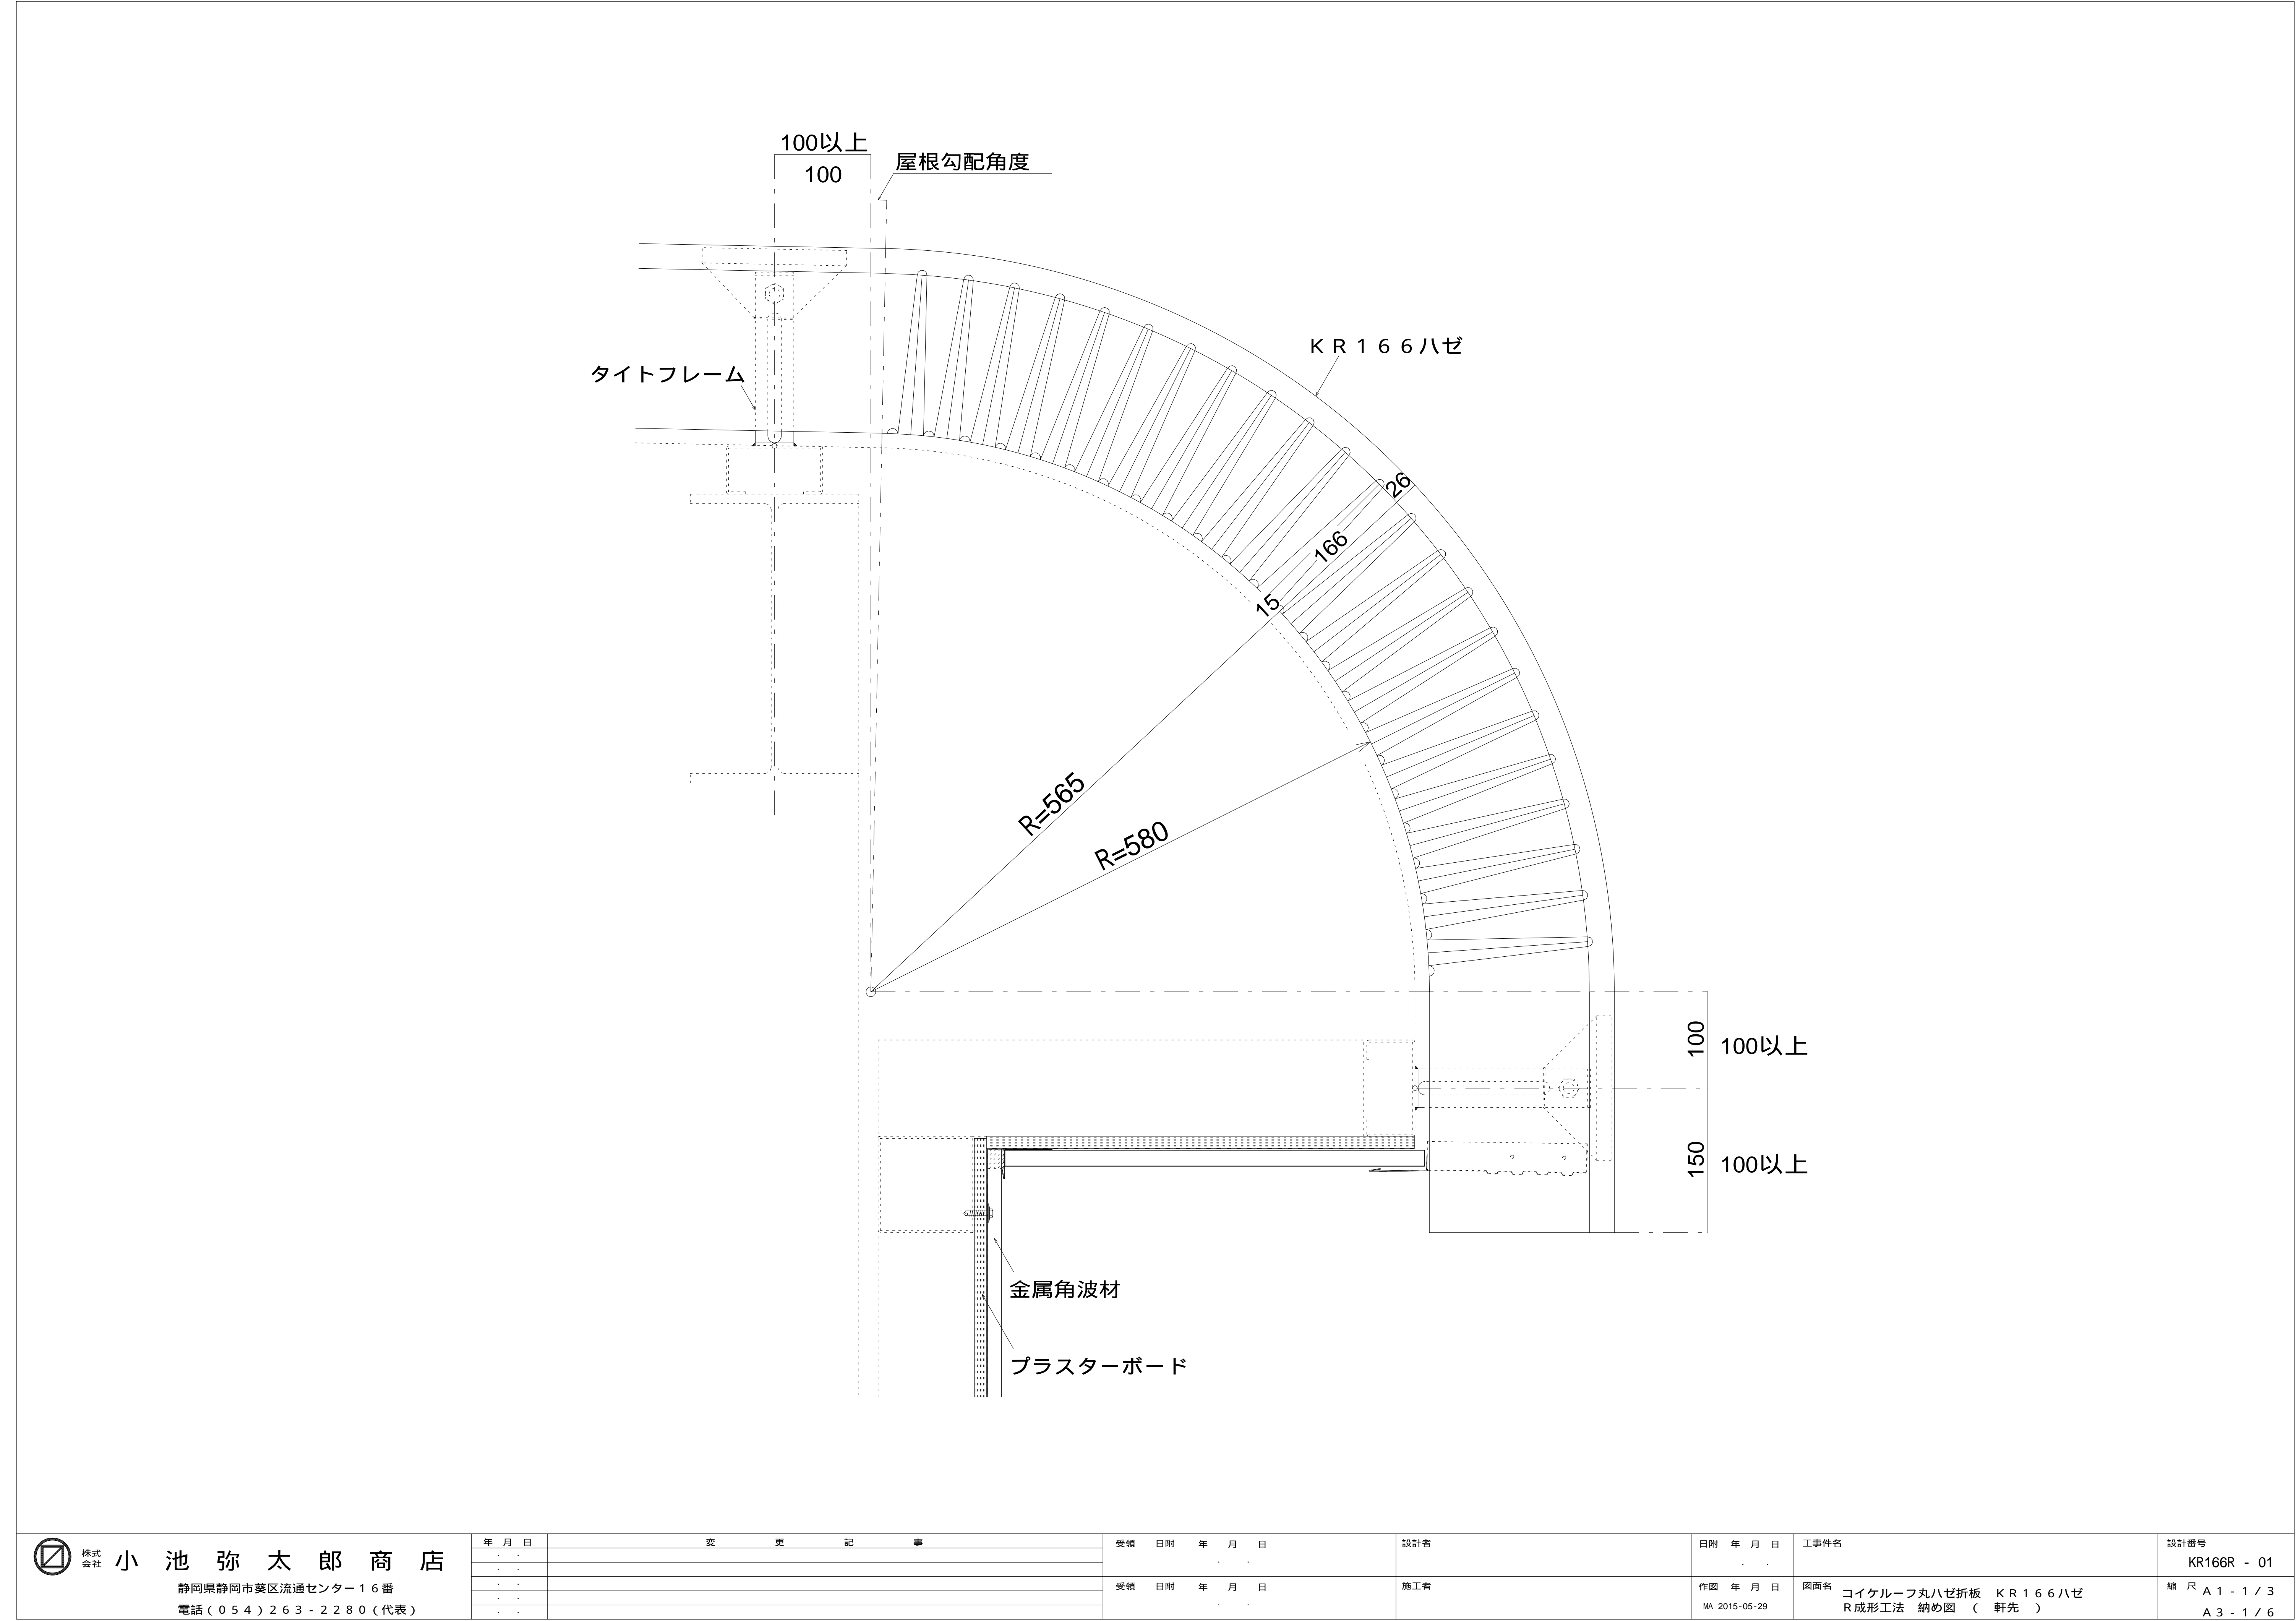 100以上
100
屋根勾配角度
KR166ハゼ
タイトフレーム
26
166
15
R=565
R=580
100
100以上
150
100以上
金属角波材
プラスターボード
株式会社 小池弥太郎商店
静岡県静岡市葵区流通センター16番
電話(054)263-2280(代表)
年 月 日
変更記事
受領 日附 年 月 日
受領 日附 年 月 日
設計者
施工者
日附 年 月 日
作図 年 月 日
MA 2015-05-29
工事件名
図面名
コイケルーフ丸ハゼ折板 KR166ハゼ
R成形工法 納め図 ( 軒先 )
設計番号
KR166R - 01
縮尺
A1-1/3
A3-1/6